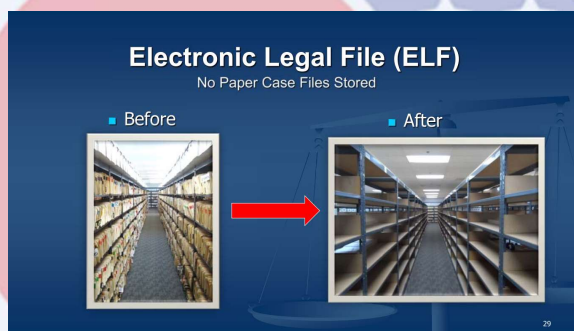 Electronic Legal File (ELF)
No Paper Case Files Stored
Before
After
29